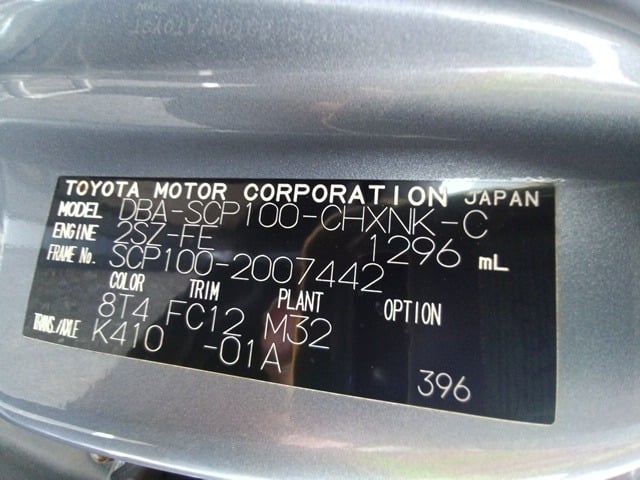 TOYOTA MOTOR CORPORATION JAPAN
MODEL DBA-SCP100-CHXNK-C
ENGINE 2SZ-FE 1296 mL
FRAME No. SCP100-2007442
COLOR TRIM PLANT OPTION
8T4 FC12 M32
TRANS./AXLE K410 -01A
396